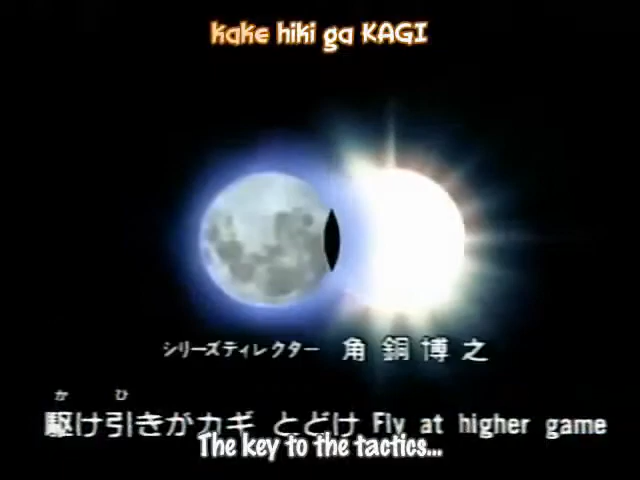 kake hiki ga KAGI
シリーズディレクター 角 銅 博 之
か ひ
駆け引きがカギ とどけ Fly at higher game
The key to the tactics...